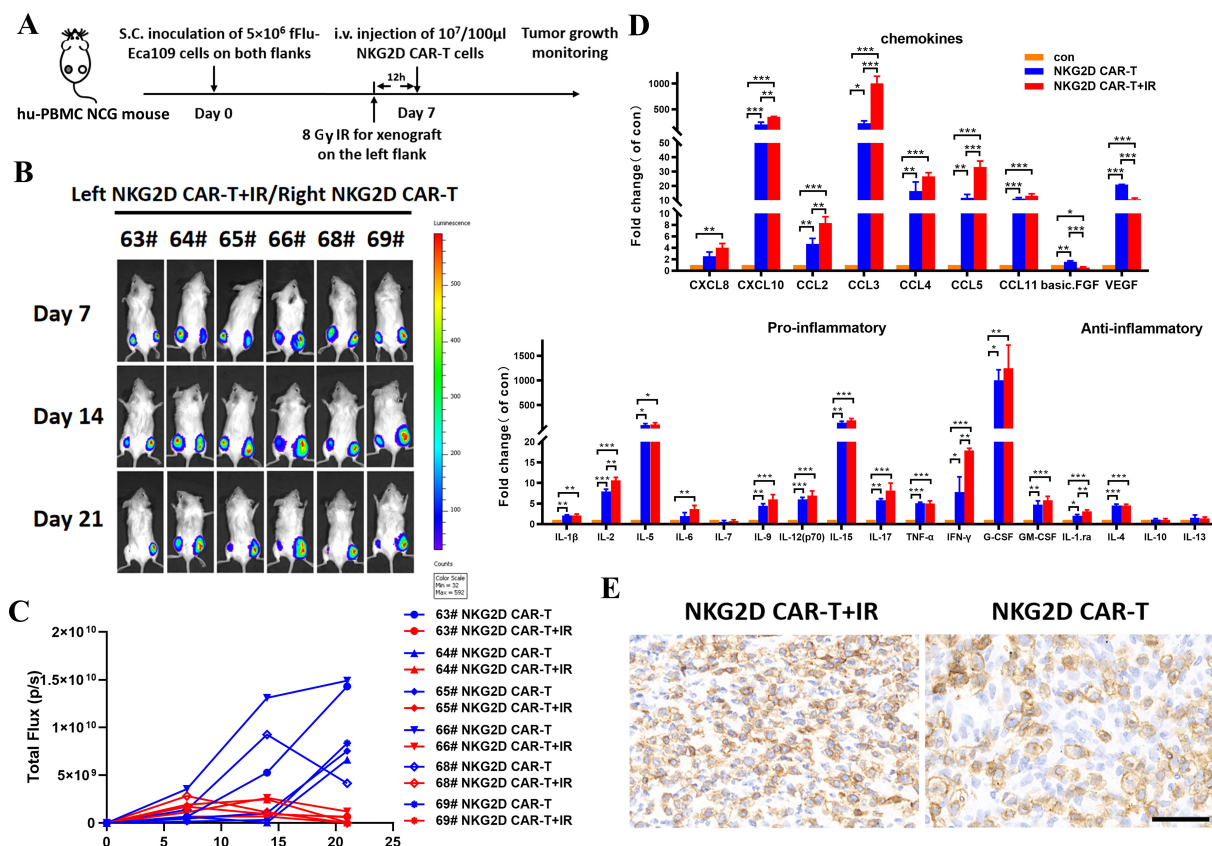 A
S.C. inoculation of 5×10⁶ fFlu-
Eca109 cells on both flanks
i.v. injection of 10⁷/100μl
NKG2D CAR-T cells
Tumor growth
monitoring
12h
hu-PBMC NCG mouse
Day 0
Day 7
8 Gy IR for xenograft
on the left flank
B
Left NKG2D CAR-T+IR/Right NKG2D CAR-T
63# 64# 65# 66# 68# 69#
Day 7
Day 14
Day 21
Luminescence
500
400
300
200
100
Counts
Color Scale
Min = 32
Max = 592
C
Total Flux (p/s)
2×10¹⁰
1.5×10¹⁰
1×10¹⁰
5×10⁹
0
0 5 10 15 20 25
63# NKG2D CAR-T
63# NKG2D CAR-T+IR
64# NKG2D CAR-T
64# NKG2D CAR-T+IR
65# NKG2D CAR-T
65# NKG2D CAR-T+IR
66# NKG2D CAR-T
66# NKG2D CAR-T+IR
68# NKG2D CAR-T
68# NKG2D CAR-T+IR
69# NKG2D CAR-T
69# NKG2D CAR-T+IR
D
chemokines
con
NKG2D CAR-T
NKG2D CAR-T+IR
Fold change( of con)
1000
500
50
40
30
20
10
8
6
4
2
0
**
*** *** **
** *** **
* *** ***
** ***
** *** ***
*** ***
** * ***
*** *** ***
CXCL8 CXCL10 CCL2 CCL3 CCL4 CCL5 CCL11 basic.FGF VEGF
Pro-inflammatory
Anti-inflammatory
Fold change( of con)
1500
1000
500
20
15
10
5
0
** **
*** *** **
* *
**
** ***
*** ***
** ***
** ***
*** ***
* *** **
* **
** ***
* ** **
*** ***
IL-1β IL-2 IL-5 IL-6 IL-7 IL-9 IL-12(p70) IL-15 IL-17 TNF-α IFN-γ G-CSF GM-CSF IL-1.ra IL-4 IL-10 IL-13
E
NKG2D CAR-T+IR
NKG2D CAR-T